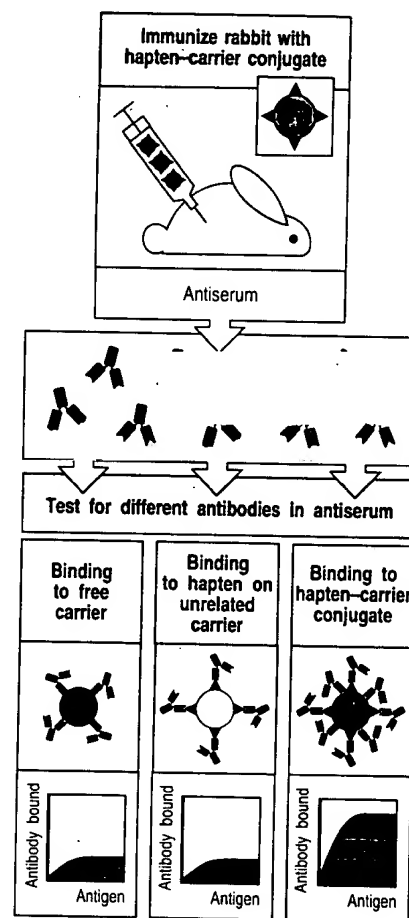 Immunize rabbit with
hapten–carrier conjugate
Antiserum
Test for different antibodies in antiserum
Binding
to free
carrier
Binding
to hapten on
unrelated
carrier
Binding to
hapten–carrier
conjugate
Antibody bound
Antigen
Antibody bound
Antigen
Antibody bound
Antigen